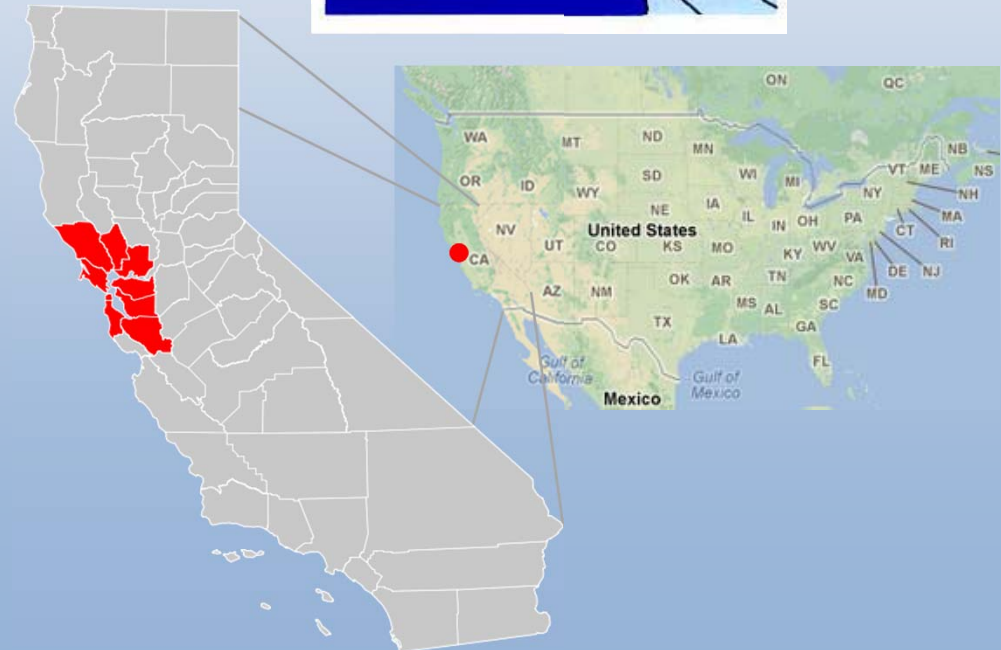 ON
QC
WA
MT
ND
MN
NB
VT
ME
NS
OR
ID
SD
WI
MI
NY
NH
WY
IA
MA
NE
IL
IN
OH
PA
CT
RI
NV
United States
UT
CO
KS
MO
KY
WV
VA
CA
DE
NJ
OK
AR
TN
NC
MD
AZ
NM
MS
AL
SC
TX
GA
LA
FL
Gulf of
California
Gulf of
Mexico
Mexico